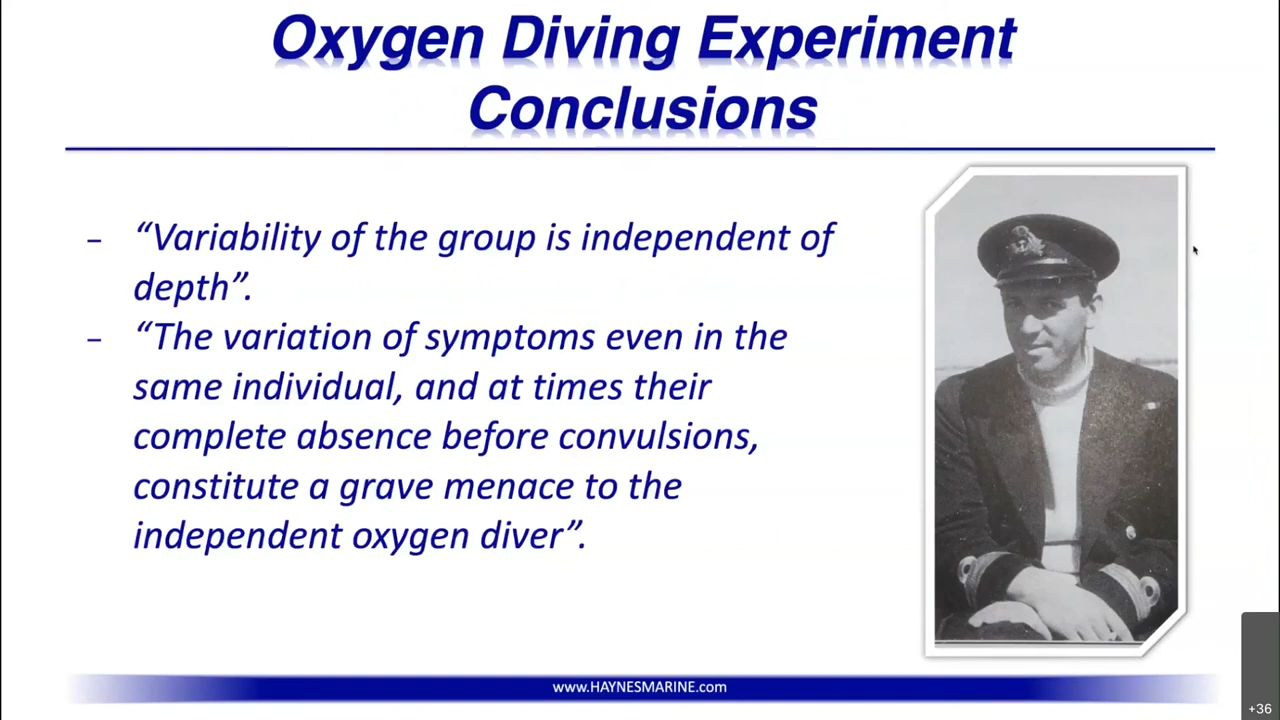 Oxygen Diving Experiment
Conclusions
– “Variability of the group is independent of
depth”.
– “The variation of symptoms even in the
same individual, and at times their
complete absence before convulsions,
constitute a grave menace to the
independent oxygen diver”.
www.HAYNESMARINE.com
+36